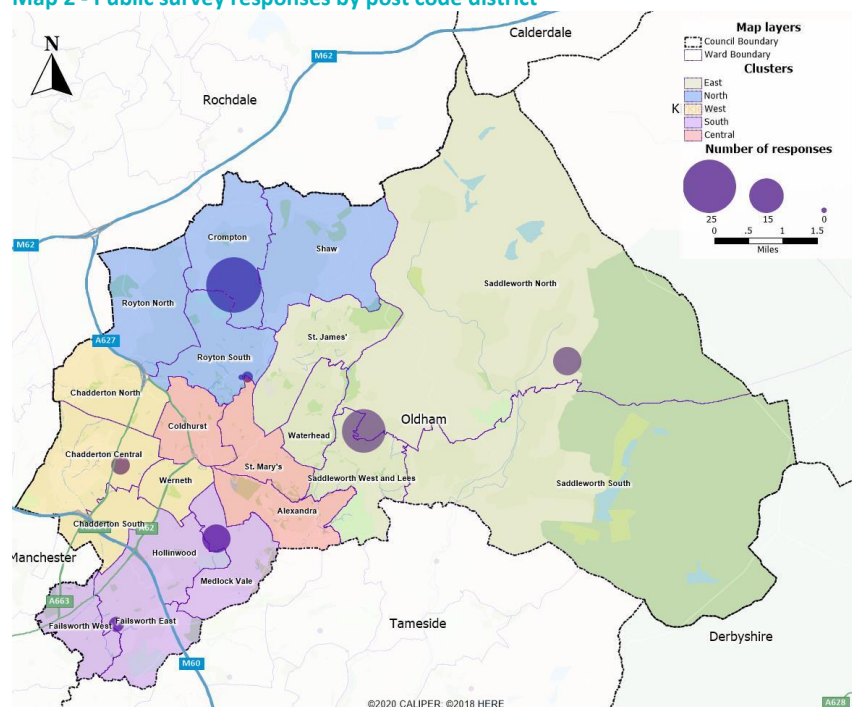 Map 2 - Public survey responses by post code district
N
Calderdale
M62
M62
Rochdale
Map layers
Council Boundary
Ward Boundary
Clusters
East
North
K
West
South
Central
Number of responses
25
15
0
0 .5 1 1.5
Miles
Crompton
Shaw
M62
Saddleworth North
Royton North
A627
St. James'
Royton South
Chadderton North
Coldhurst
Oldham
Waterhead
Chadderton Central
St. Mary's
Werneth
Saddleworth West and Lees
Saddleworth South
Alexandra
Chadderton South
M62
Hollinwood
Manchester
Medlock Vale
A663
Failsworth West
Failsworth East
Tameside
Derbyshire
M60
©2020 CALIPER; ©2018 HERE
A628